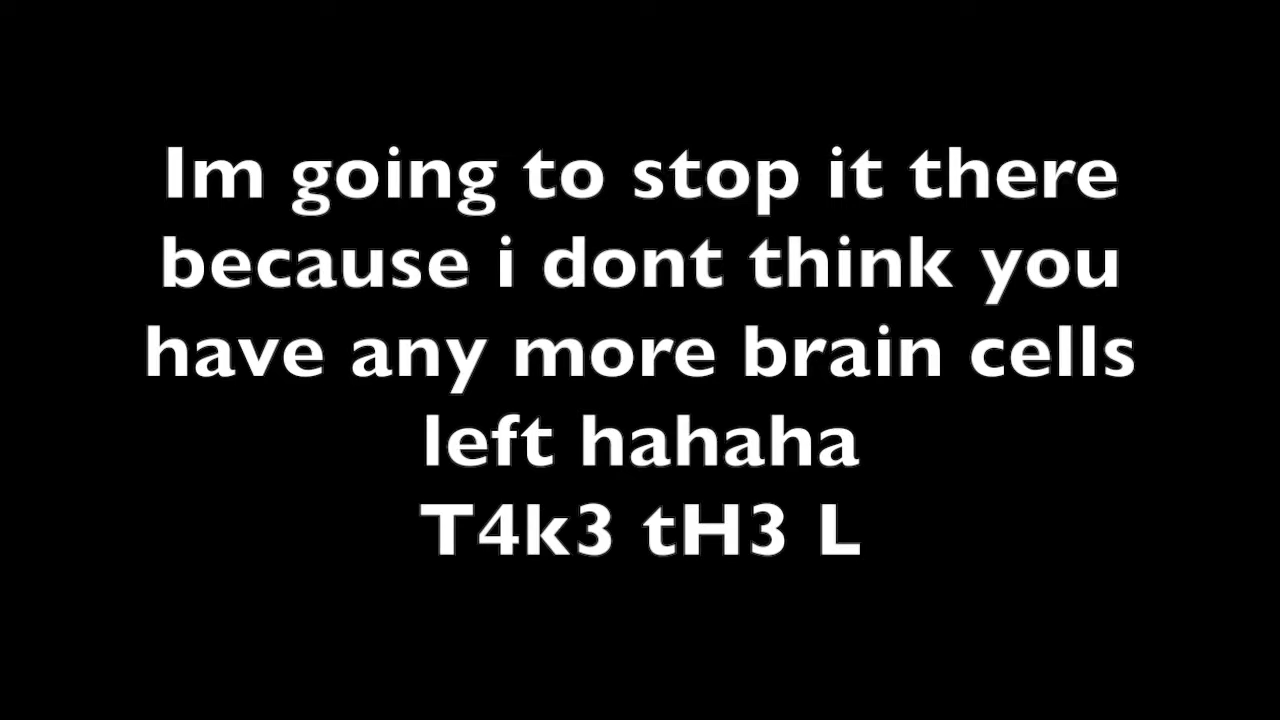 Im going to stop it there
because i dont think you
have any more brain cells
left hahaha
T4k3 tH3 L